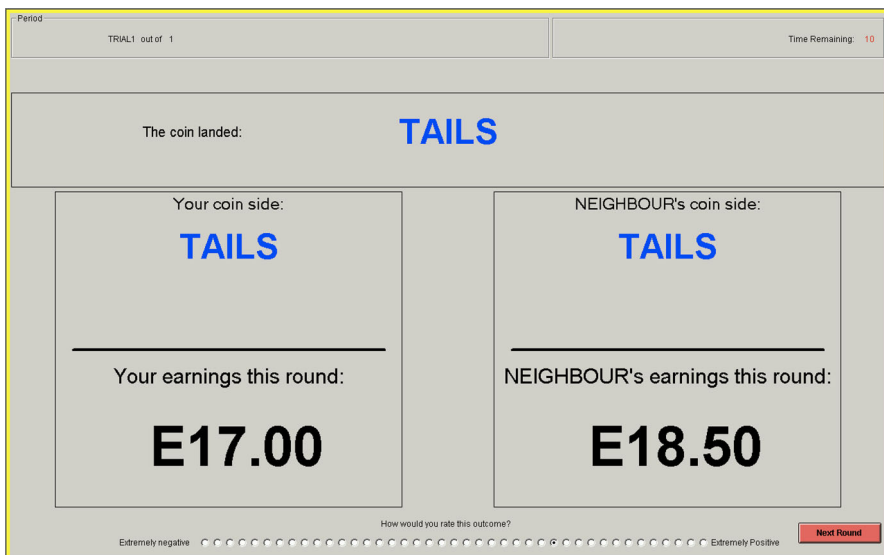 Period
TRIAL1 out of 1
Time Remaining: 10
The coin landed: TAILS
Your coin side:
TAILS
Your earnings this round:
E17.00
NEIGHBOUR's coin side:
TAILS
NEIGHBOUR's earnings this round:
E18.50
How would you rate this outcome?
Extremely negative
Extremely Positive
Next Round